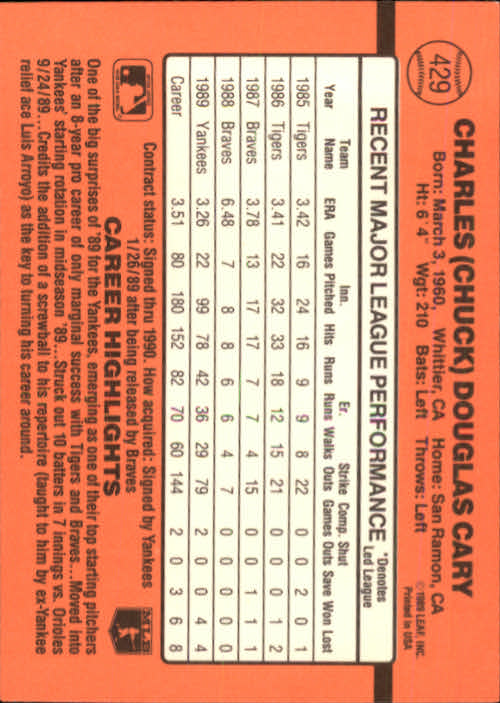 429
CHARLES (CHUCK) DOUGLAS CARY
Born: March 3, 1960, Whittier, CA Home: San Ramon, CA
Ht: 6' 4" Wgt: 210 Bats: Left Throws: Left
©1989 LEAF, INC.
Printed in USA
RECENT MAJOR LEAGUE PERFORMANCE
*Denotes
Led League
Team Inn. Er. Strike Comp. Shut
Year Name ERA Games Pitched Hits Runs Runs Walks Outs Games Outs Save Won Lost
1985 Tigers 3.42 16 24 16 9 9 8 22 0 0 2 0 1
1986 Tigers 3.41 22 32 33 18 12 15 21 0 0 0 1 2
1987 Braves 3.78 13 17 17 7 7 4 15 0 0 1 1 1
1988 Braves 6.48 7 8 8 6 6 4 7 0 0 0 0 0
1989 Yankees 3.26 22 99 78 42 36 29 79 2 0 0 4 4
Career 3.51 80 180 152 82 70 60 144 2 0 3 6 8
Contract status: Signed thru 1990. How acquired: Signed by Yankees
1/26/89 after being released by Braves
MLB
CAREER HIGHLIGHTS
One of the big surprises of '89 for the Yankees, emerging as one of their top starting pitchers
after an 8-year pro career of only marginal success with Tigers and Braves...Moved into
Yankees' starting rotation in midseason '89...Struck out 10 batters in 7 innings vs. Orioles
9/24/89...Credits the addition of a screwball to his repertoire (taught to him by ex-Yankee
relief ace Luis Arroyo) as the key to turning his career around.